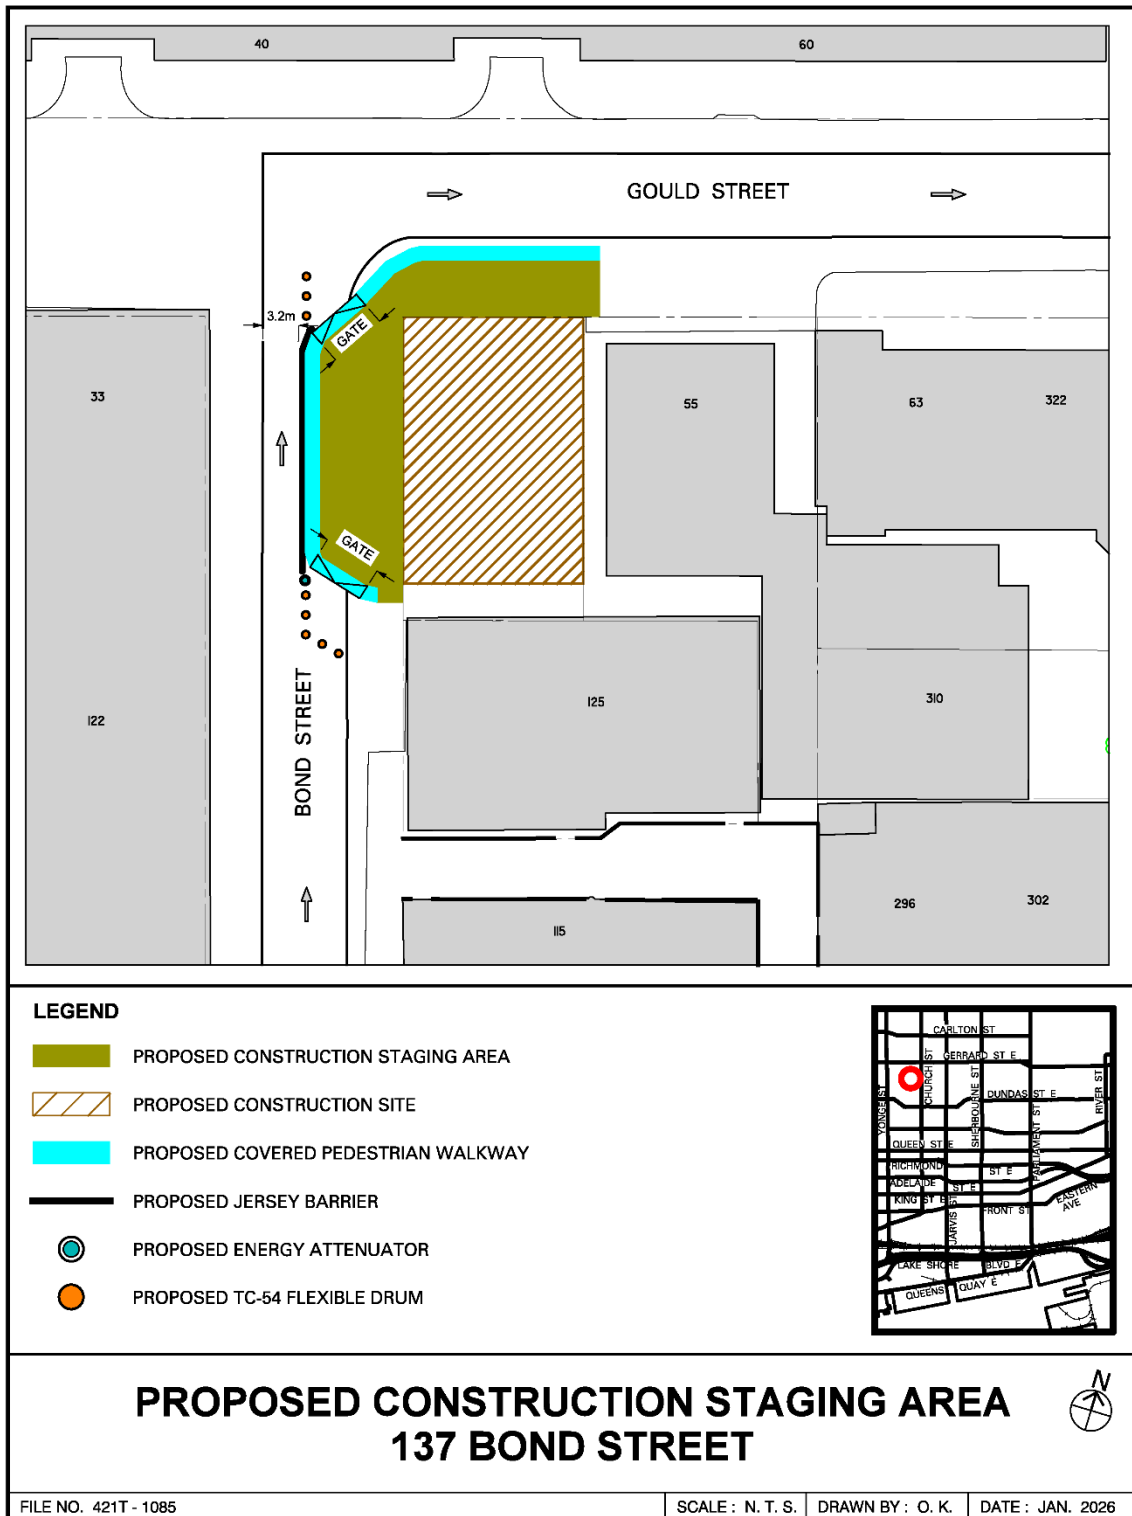 40
60
GOULD STREET
3.2m
GATE
33
55
63
322
GATE
BOND STREET
122
125
310
115
296
302
LEGEND
PROPOSED CONSTRUCTION STAGING AREA
PROPOSED CONSTRUCTION SITE
PROPOSED COVERED PEDESTRIAN WALKWAY
PROPOSED JERSEY BARRIER
PROPOSED ENERGY ATTENUATOR
PROPOSED TC-54 FLEXIBLE DRUM
CARLTON ST
GERRARD ST E
CHURCH ST
YONGE ST
SHERBOURNE ST
DUNDAS ST E
RIVER ST
PARLIAMENT ST
QUEEN ST E
RICHMOND ST E
ADELAIDE ST E
KING ST E
JARVIS ST
FRONT ST
EASTERN AVE
LAKE SHORE BLVD E
QUEENS QUAY E
N
PROPOSED CONSTRUCTION STAGING AREA
137 BOND STREET
FILE NO. 421T - 1085
SCALE : N. T. S.
DRAWN BY : O. K.
DATE : JAN. 2026